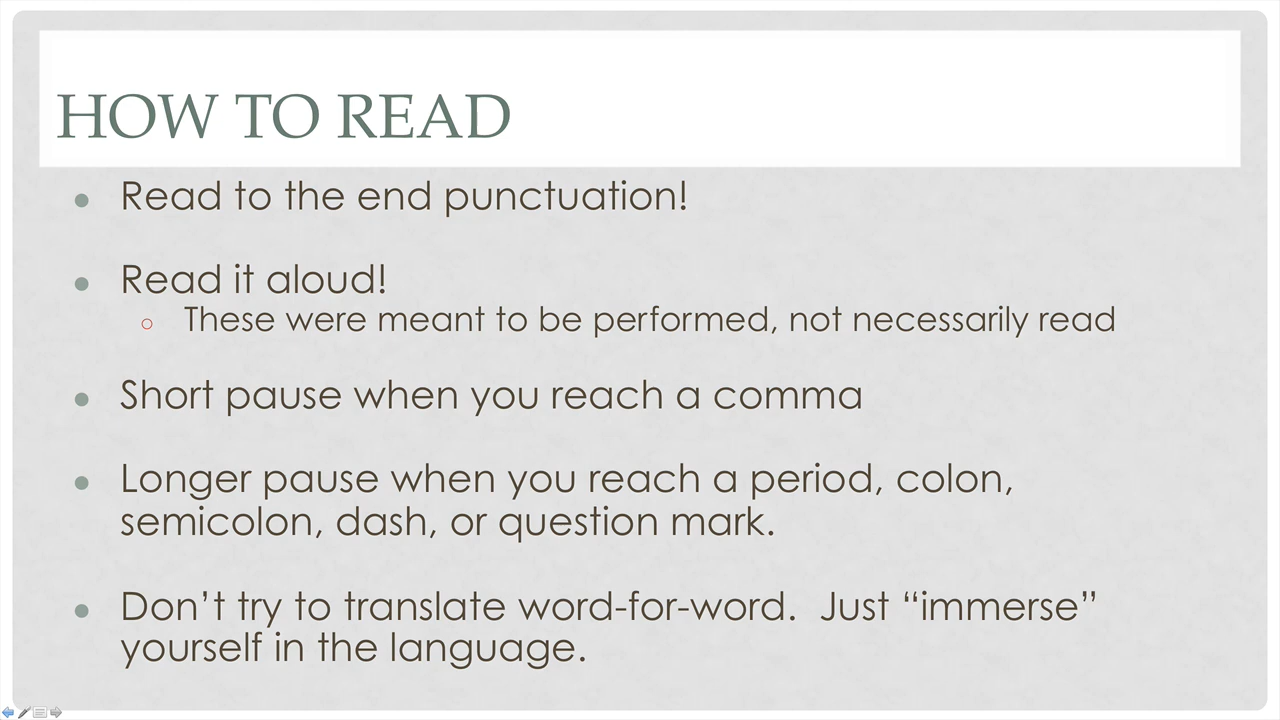 HOW TO READ
Read to the end punctuation!
Read it aloud!
These were meant to be performed, not necessarily read
Short pause when you reach a comma
Longer pause when you reach a period, colon,
semicolon, dash, or question mark.
Don’t try to translate word-for-word.  Just “immerse”
yourself in the language.